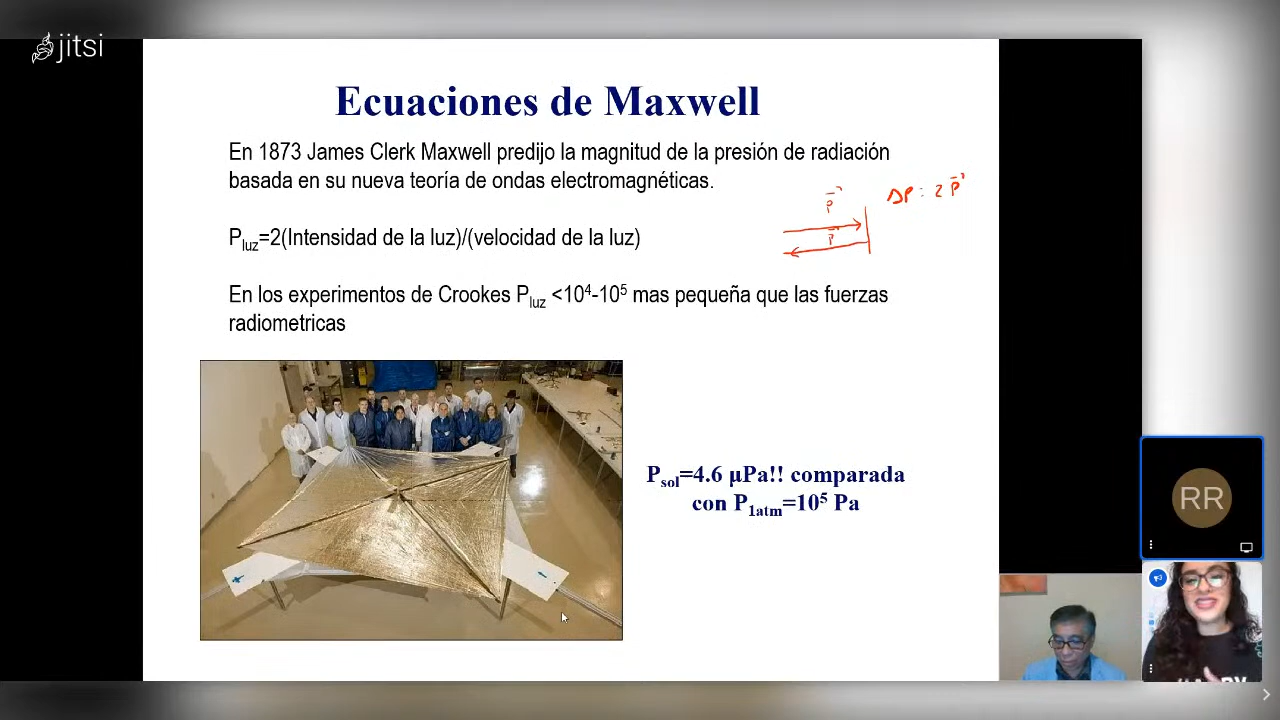 jitsi
Ecuaciones de Maxwell
En 1873 James Clerk Maxwell predijo la magnitud de la presión de radiación
basada en su nueva teoría de ondas electromagnéticas.
P⃗
ΔP : 2 P⃗
P⃗
Pluz=2(Intensidad de la luz)/(velocidad de la luz)
En los experimentos de Crookes Pluz <10⁴-10⁵ mas pequeña que las fuerzas
radiometricas
Psol=4.6 µPa!! comparada
con P1atm=10⁵ Pa
RR